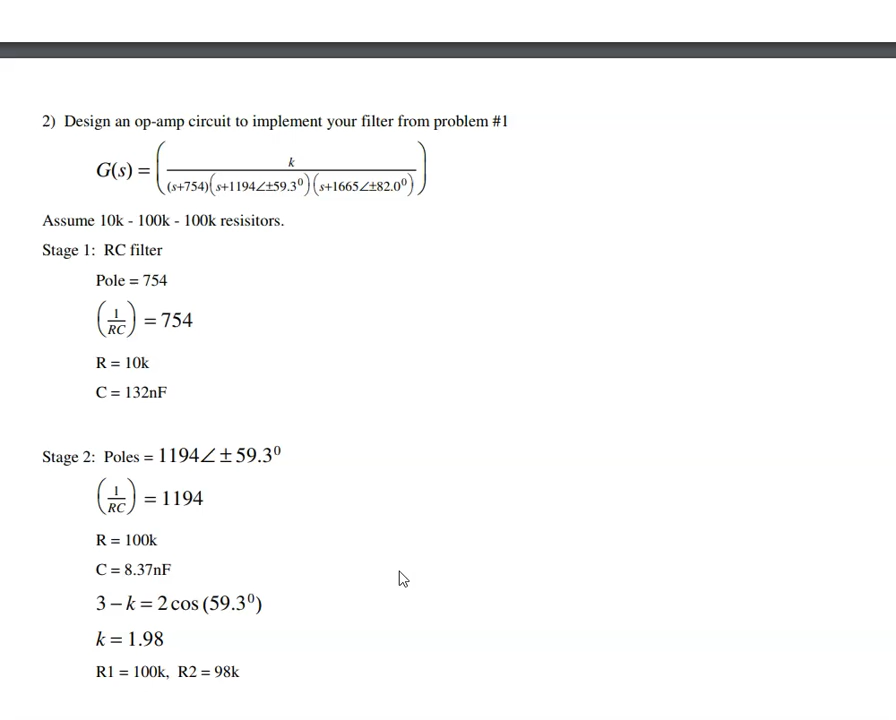 2) Design an op-amp circuit to implement your filter from problem #1
G(s) = (k / ((s+754)(s+1194∠±59.3⁰)(s+1665∠±82.0⁰)))
Assume 10k - 100k - 100k resisitors.
Stage 1: RC filter
Pole = 754
(1/RC) = 754
R = 10k
C = 132nF
Stage 2: Poles = 1194∠±59.3⁰
(1/RC) = 1194
R = 100k
C = 8.37nF
3 – k = 2 cos (59.3⁰)
k = 1.98
R1 = 100k, R2 = 98k